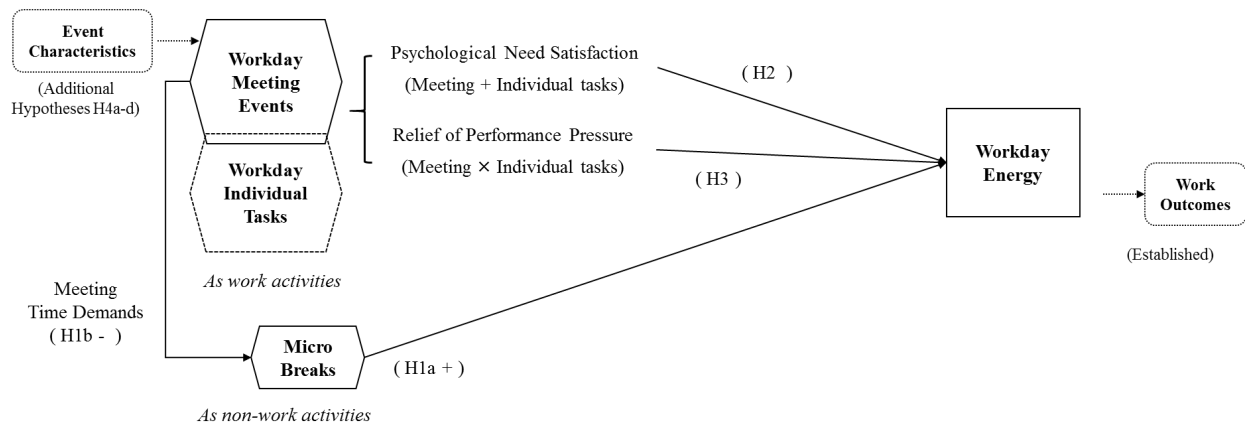 Event
Characteristics
(Additional
Hypotheses H4a-d)
Workday
Meeting
Events
Workday
Individual
Tasks
As work activities
Psychological Need Satisfaction
(Meeting + Individual tasks)
Relief of Performance Pressure
(Meeting × Individual tasks)
( H2 )
( H3 )
Workday
Energy
Work
Outcomes
(Established)
Meeting
Time Demands
( H1b - )
Micro
Breaks
( H1a + )
As non-work activities